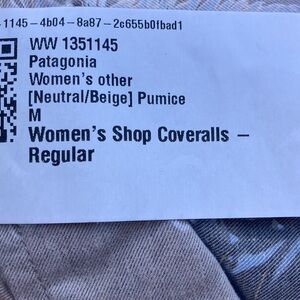 1145-4b04-8a87-2c655b0fbad1
WW 1351145
Patagonia
Women's other
[Neutral/Beige] Pumice
M
Women's Shop Coveralls –
Regular